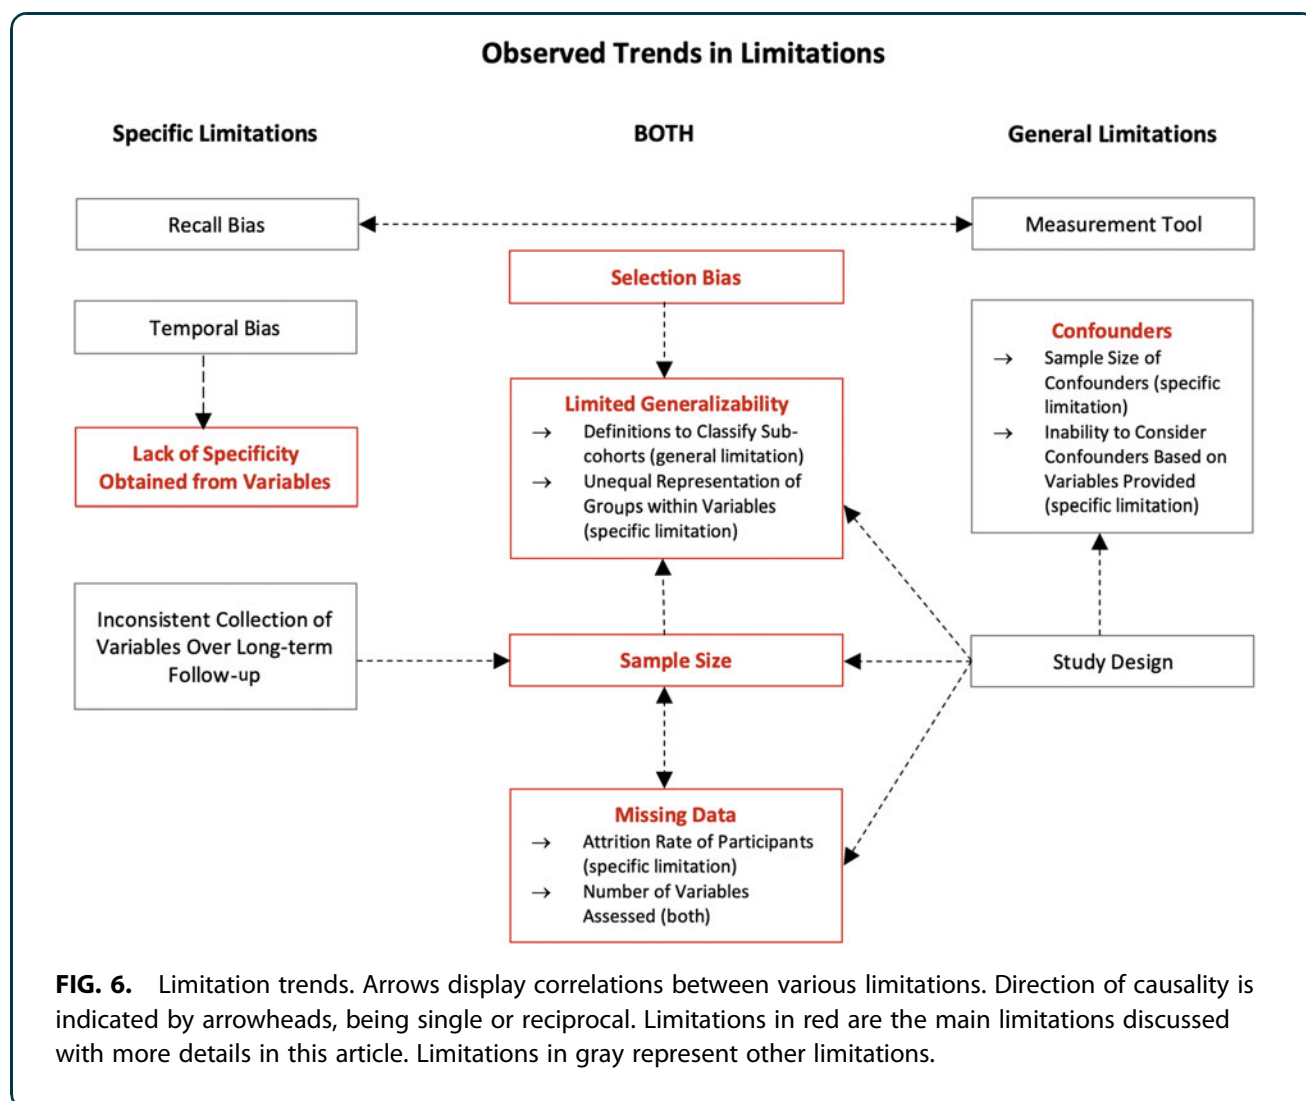 Observed Trends in Limitations
Specific Limitations
BOTH
General Limitations
Recall Bias
Measurement Tool
Selection Bias
Temporal Bias
Lack of Specificity
Obtained from Variables
Limited Generalizability
→ Definitions to Classify Sub-
cohorts (general limitation)
→ Unequal Representation of
Groups within Variables
(specific limitation)
Confounders
→ Sample Size of
Confounders (specific
limitation)
→ Inability to Consider
Confounders Based on
Variables Provided
(specific limitation)
Inconsistent Collection of
Variables Over Long-term
Follow-up
Sample Size
Study Design
Missing Data
→ Attrition Rate of Participants
(specific limitation)
→ Number of Variables
Assessed (both)
FIG. 6. Limitation trends. Arrows display correlations between various limitations. Direction of causality is
indicated by arrowheads, being single or reciprocal. Limitations in red are the main limitations discussed
with more details in this article. Limitations in gray represent other limitations.